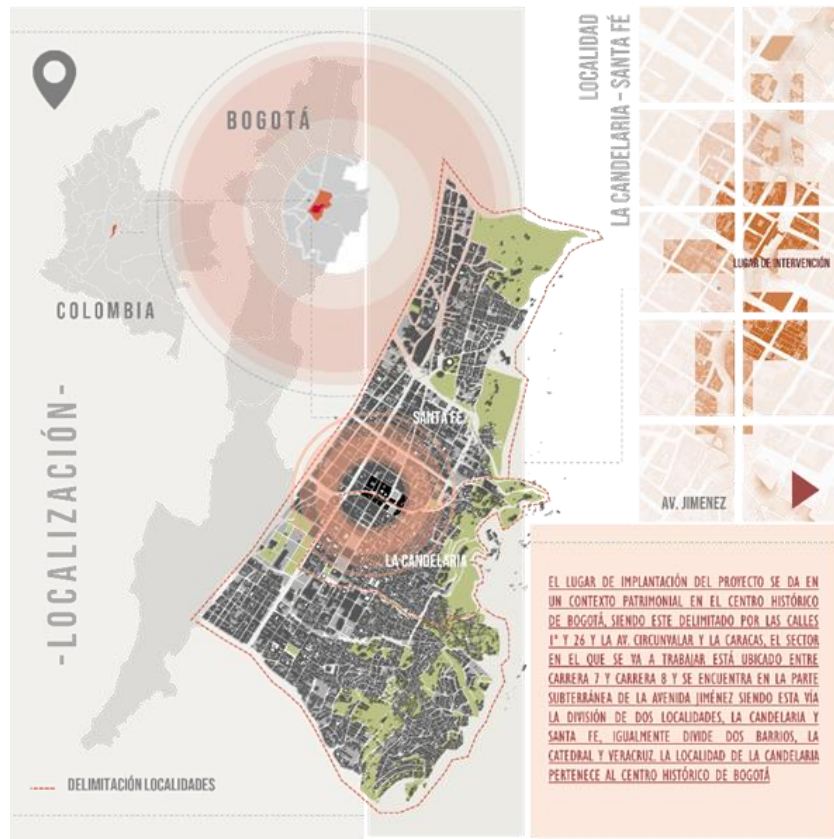 LOCALIDAD
LA CANDELARIA - SANTA FÉ
BOGOTÁ
COLOMBIA
-LOCALIZACIÓN-
SANTA FE
LA CANDELARIA
DELIMITACIÓN LOCALIDADES
LUGAR DE INTERVENCIÓN
AV. JIMENEZ
EL LUGAR DE IMPLANTACIÓN DEL PROYECTO SE DA EN
UN CONTEXTO PATRIMONIAL EN EL CENTRO HISTÓRICO
DE BOGOTÁ, SIENDO ESTE DELIMITADO POR LAS CALLES
1° Y 26 Y LA AV. CIRCUNVALAR Y LA CARACAS, EL SECTOR
EN EL QUE SE VA A TRABAJAR ESTÁ UBICADO ENTRE
CARRERA 7 Y CARRERA 8 Y SE ENCUENTRA EN LA PARTE
SUBTERRÁNEA DE LA AVENIDA JIMÉNEZ SIENDO ESTA VÍA
LA DIVISIÓN DE DOS LOCALIDADES, LA CANDELARIA Y
SANTA FE, IGUALMENTE DIVIDE DOS BARRIOS, LA
CATEDRAL Y VERACRUZ. LA LOCALIDAD DE LA CANDELARIA
PERTENECE AL CENTRO HISTÓRICO DE BOGOTÁ